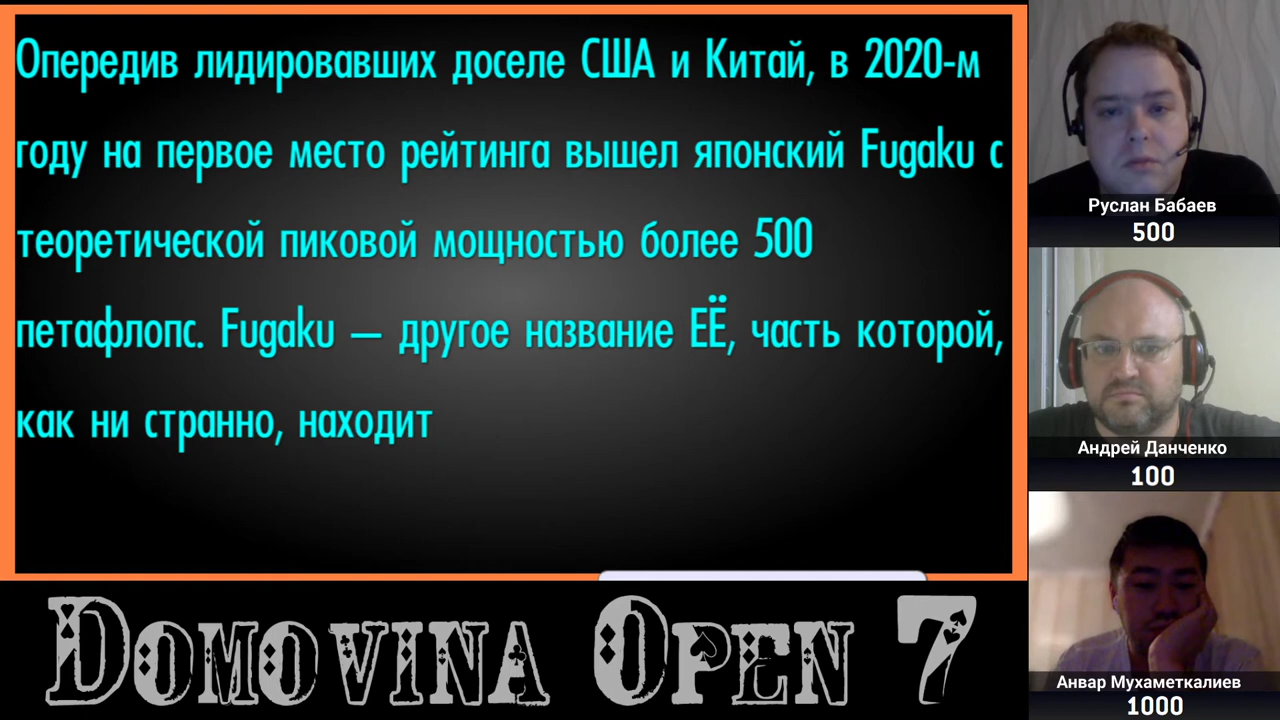 Опередив лидировавших доселе США и Китай, в 2020-м
году на первое место рейтинга вышел японский Fugaku с
теоретической пиковой мощностью более 500
петафлопс. Fugaku – другое название ЕЁ, часть которой,
как ни странно, находит
Руслан Бабаев
500
Андрей Данченко
100
Анвар Мухаметкалиев
1000
Domovina Open 7